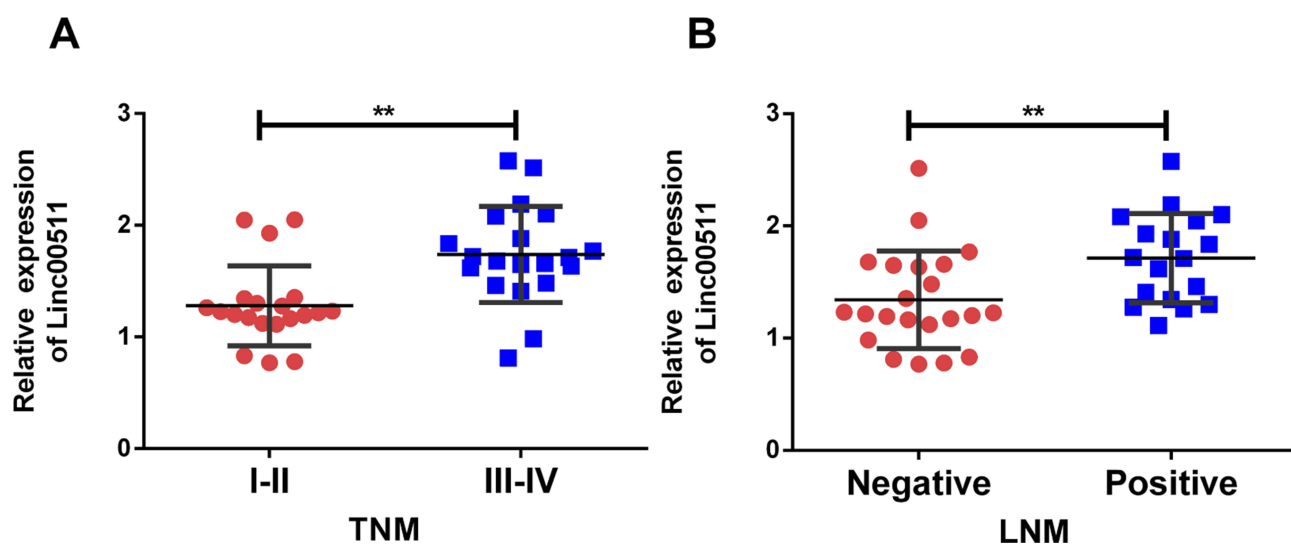 A
Relative expression
of Linc00511
3
2
1
0
**
I-II
III-IV
TNM
B
Relative expression
of Linc00511
3
2
1
0
**
Negative
Positive
LNM